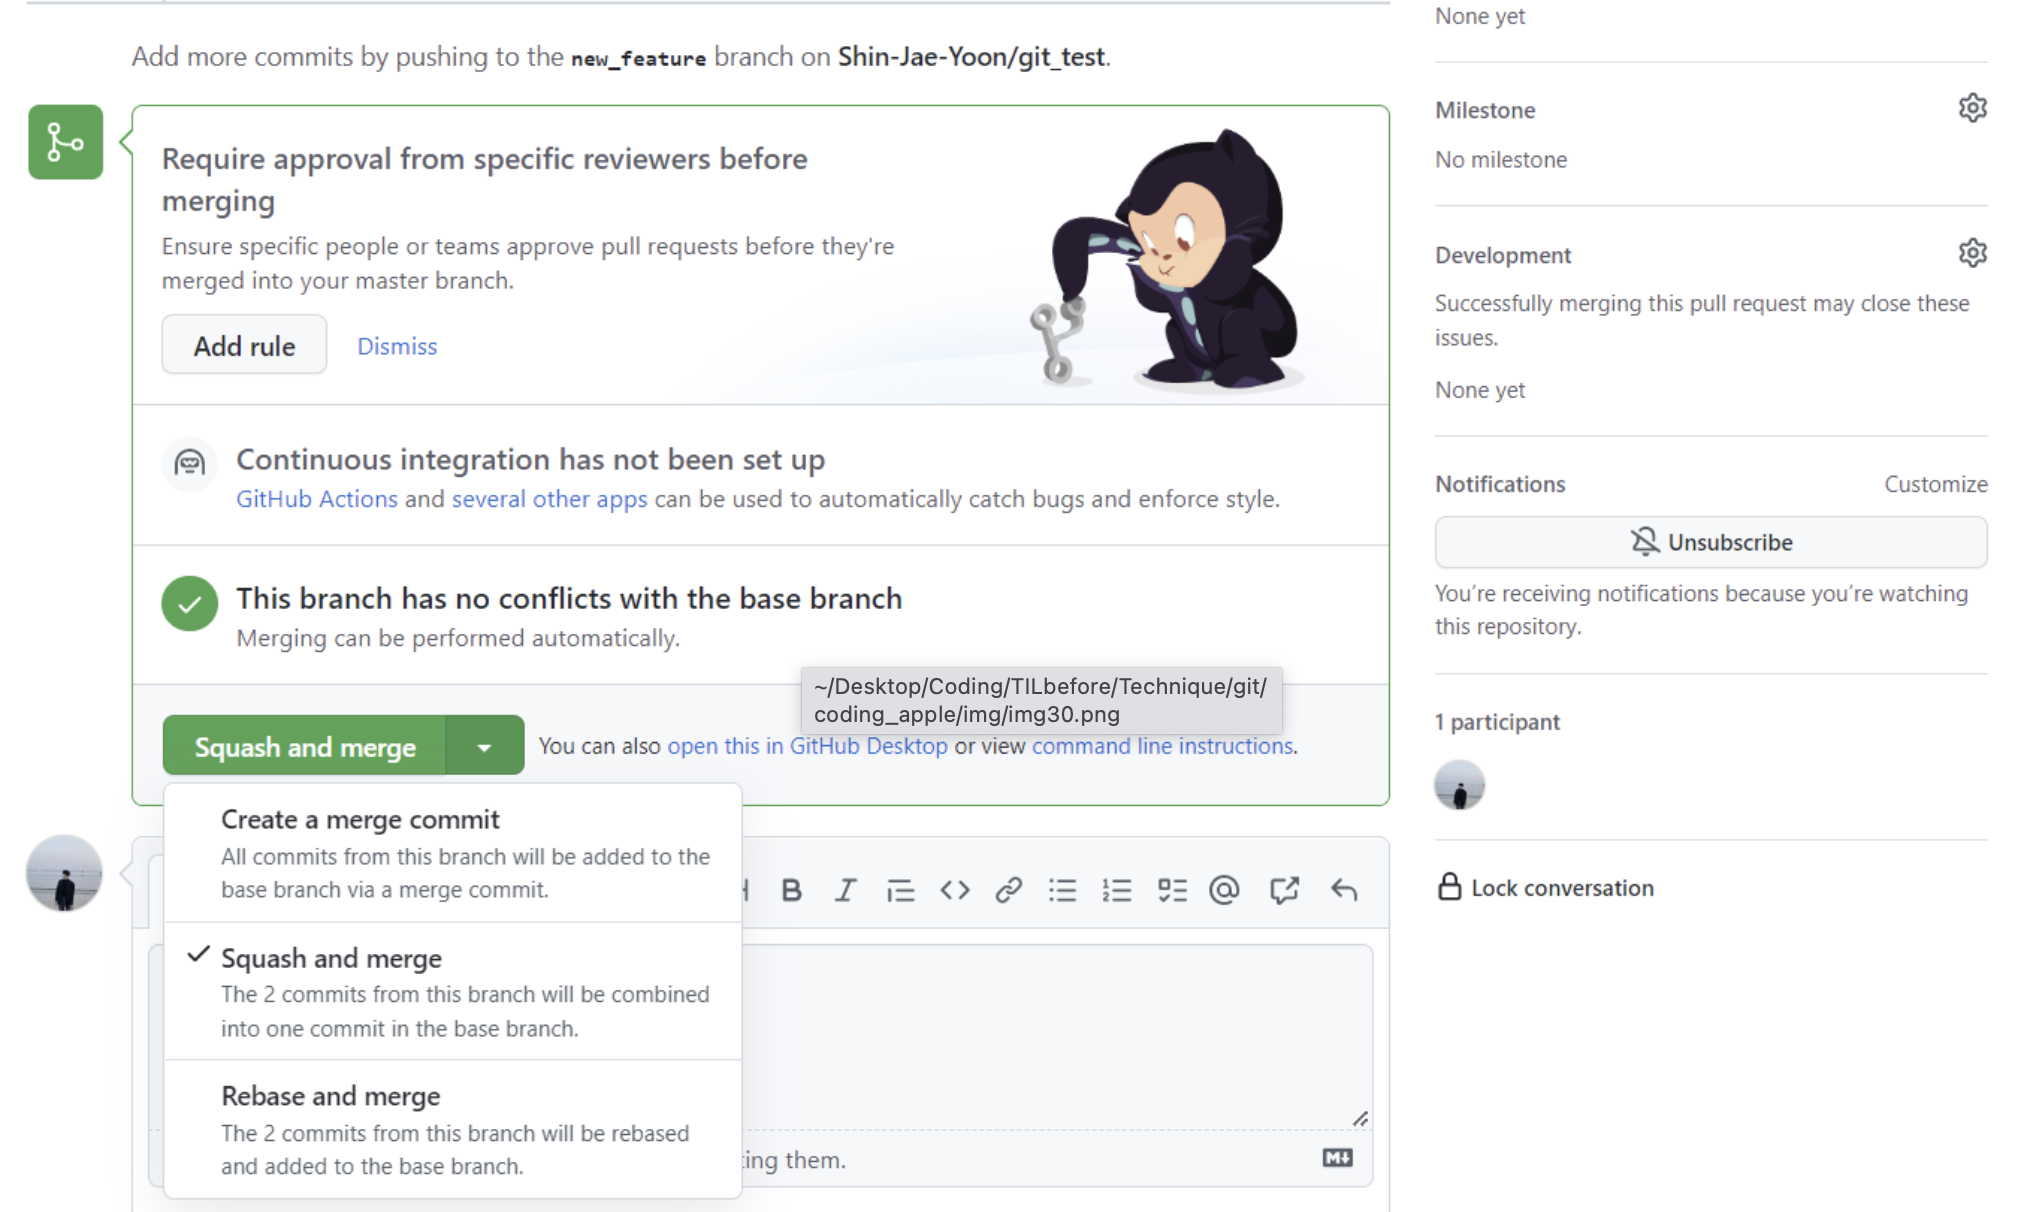 Add more commits by pushing to the new_feature branch on Shin-Jae-Yoon/git_test.
Require approval from specific reviewers before
merging
Ensure specific people or teams approve pull requests before they're
merged into your master branch.
Add rule
Dismiss
Continuous integration has not been set up
GitHub Actions and several other apps can be used to automatically catch bugs and enforce style.
This branch has no conflicts with the base branch
Merging can be performed automatically.
~/Desktop/Coding/TILbefore/Technique/git/
coding_apple/img/img30.png
Squash and merge
You can also open this in GitHub Desktop or view command line instructions.
Create a merge commit
All commits from this branch will be added to the
base branch via a merge commit.
Squash and merge
The 2 commits from this branch will be combined
into one commit in the base branch.
Rebase and merge
The 2 commits from this branch will be rebased
and added to the base branch.
them.
None yet
Milestone
No milestone
Development
Successfully merging this pull request may close these
issues.
None yet
Notifications
Customize
Unsubscribe
You’re receiving notifications because you’re watching
this repository.
1 participant
Lock conversation